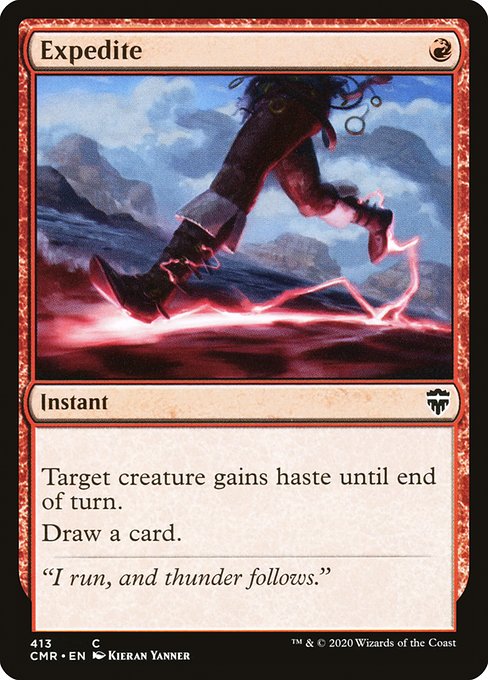 Expedite
Instant
Target creature gains haste until end
of turn.
Draw a card.
“I run, and thunder follows.”
413 C ™ & © 2020 Wizards of the Coast
CMR • EN Kieran Yanner